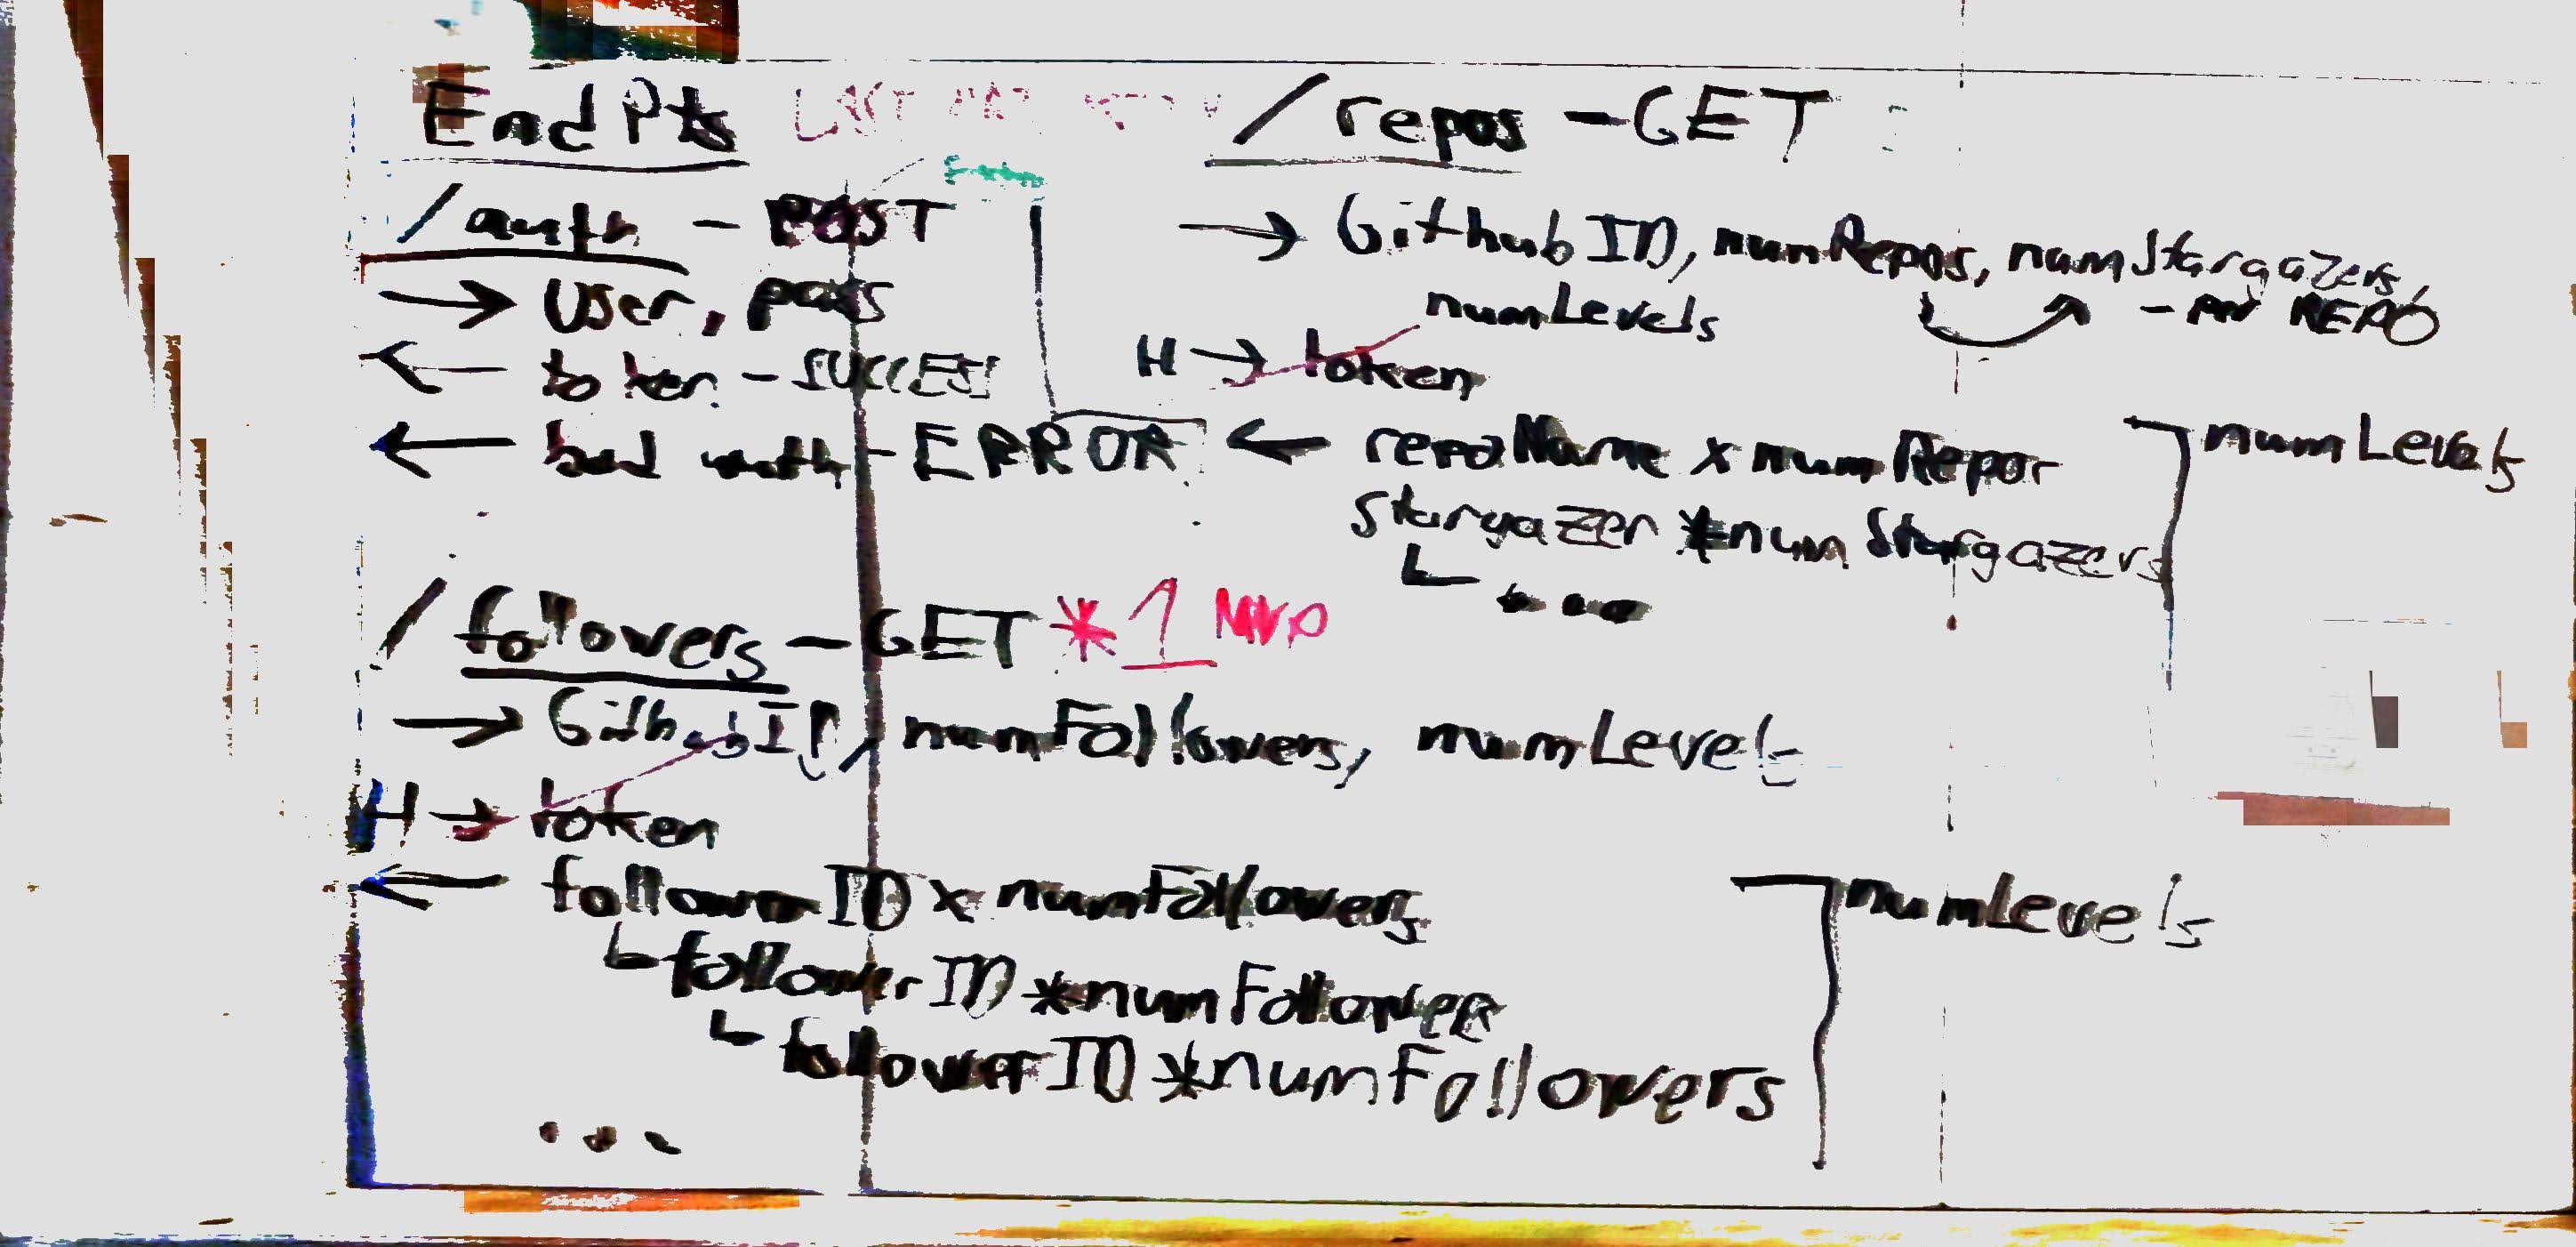 EndPts
/auth - POST
→ User, pass
← token - SUCCESS
← bad auth - ERROR
/followers - GET *1 MVP
→ GithubID, numFollowers, numLevels
H → token
← followerID x numFollowers
↳ followerID * numFollowers
↳ followerID * numFollowers
...
numLevels
/repos - GET
→ GithubID, numRepos, numStargazers,
numLevels - per REPO
H → token
← repoName x numRepos
stargazer * numStargazers
↳ ...
numLevels